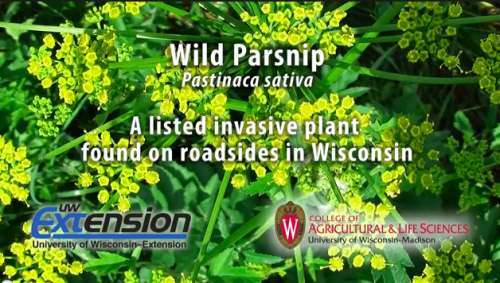 Wild Parsnip
Pastinaca sativa
A listed invasive plant
found on roadsides in Wisconsin
UW
Extension
University of Wisconsin–Extension
W
COLLEGE OF
AGRICULTURAL & LIFE SCIENCES
University of Wisconsin-Madison